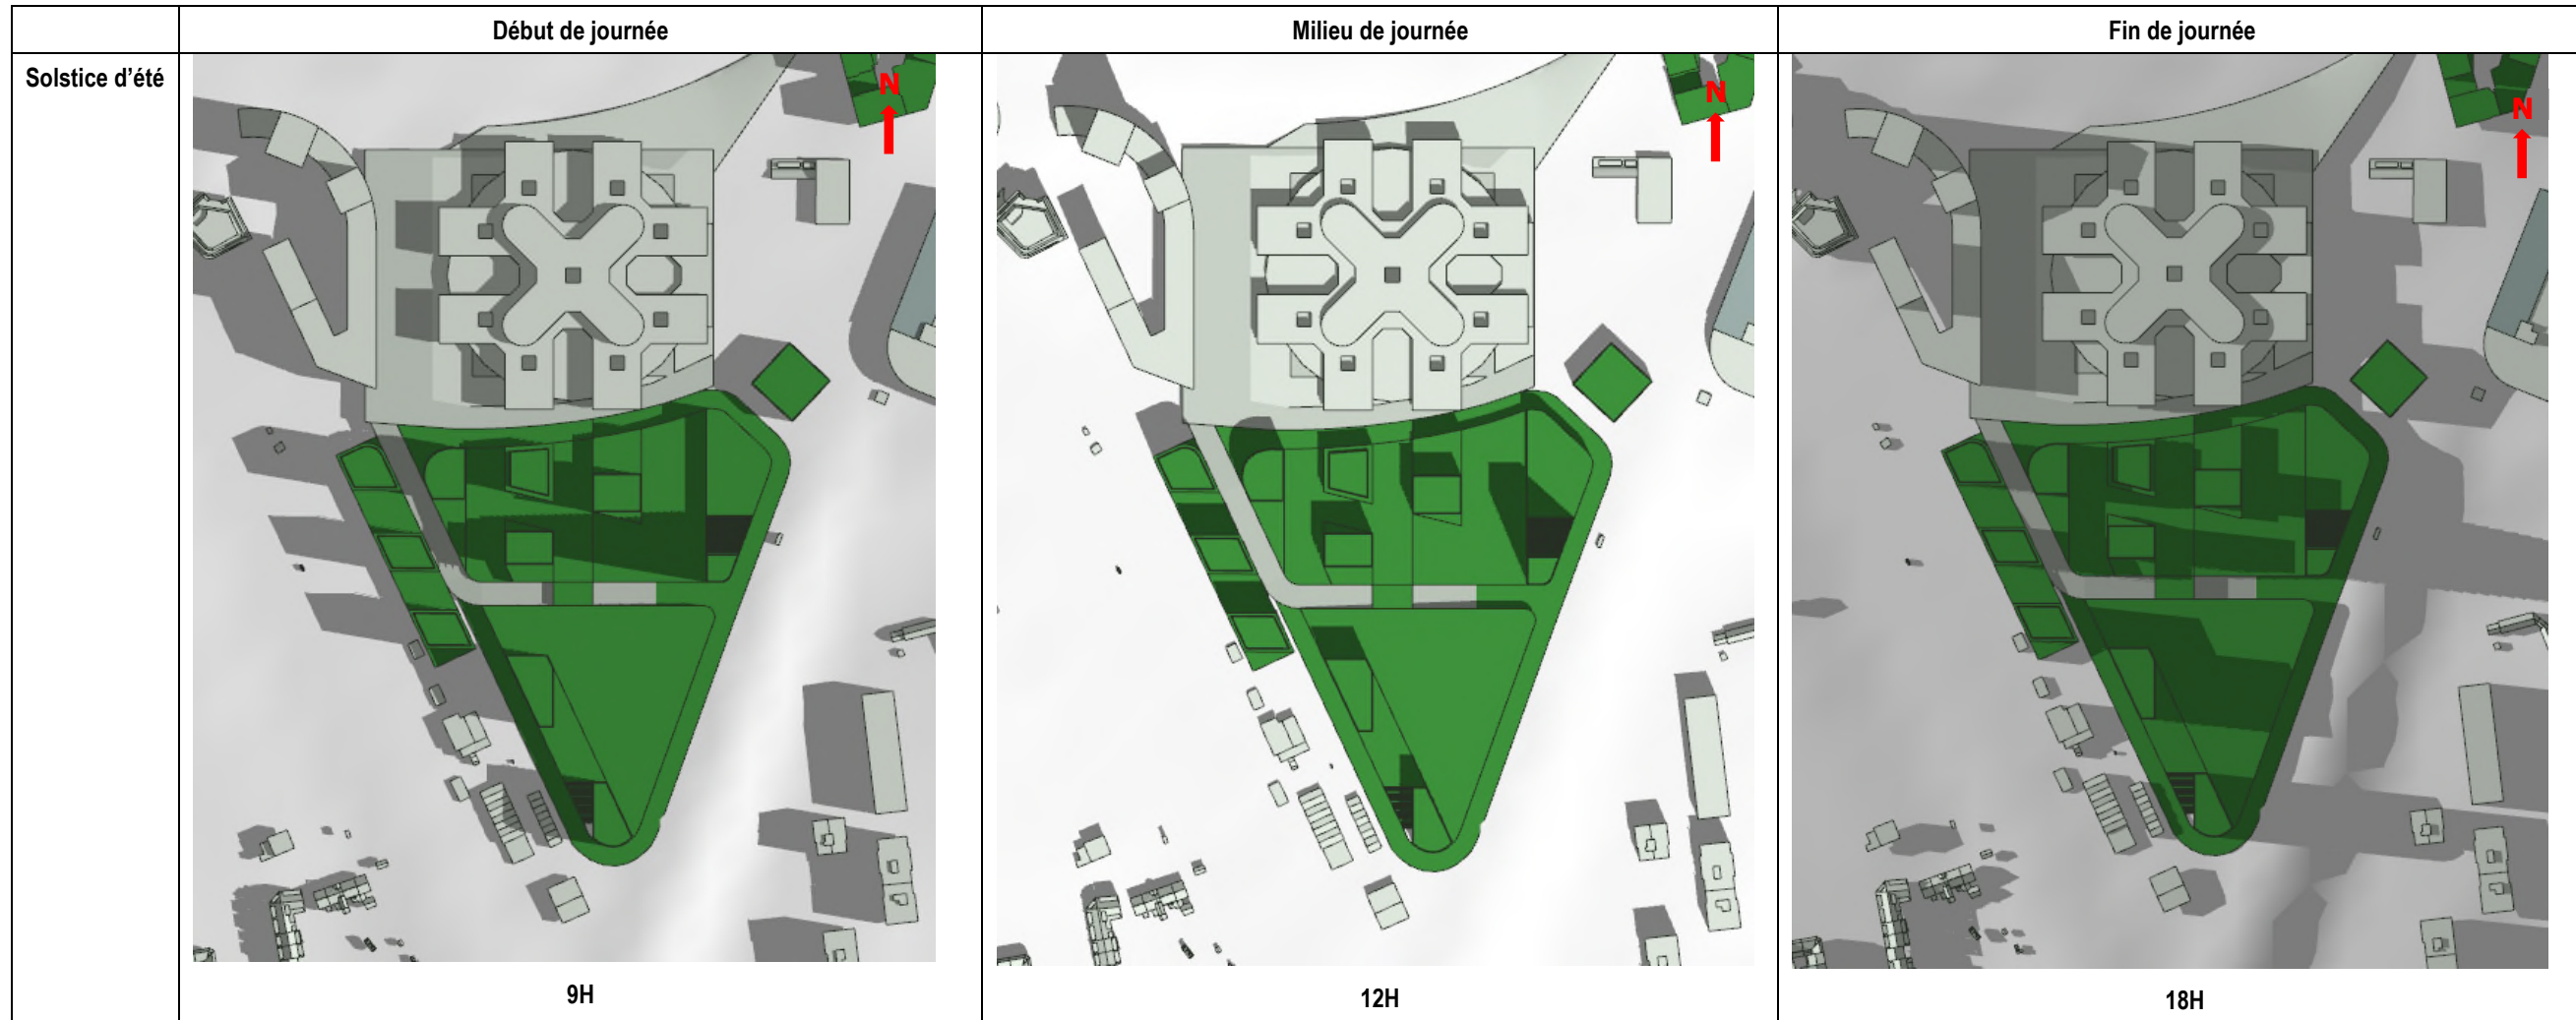 Début de journée
Milieu de journée
Fin de journée
Solstice d’été
N
N
N
9H
12H
18H